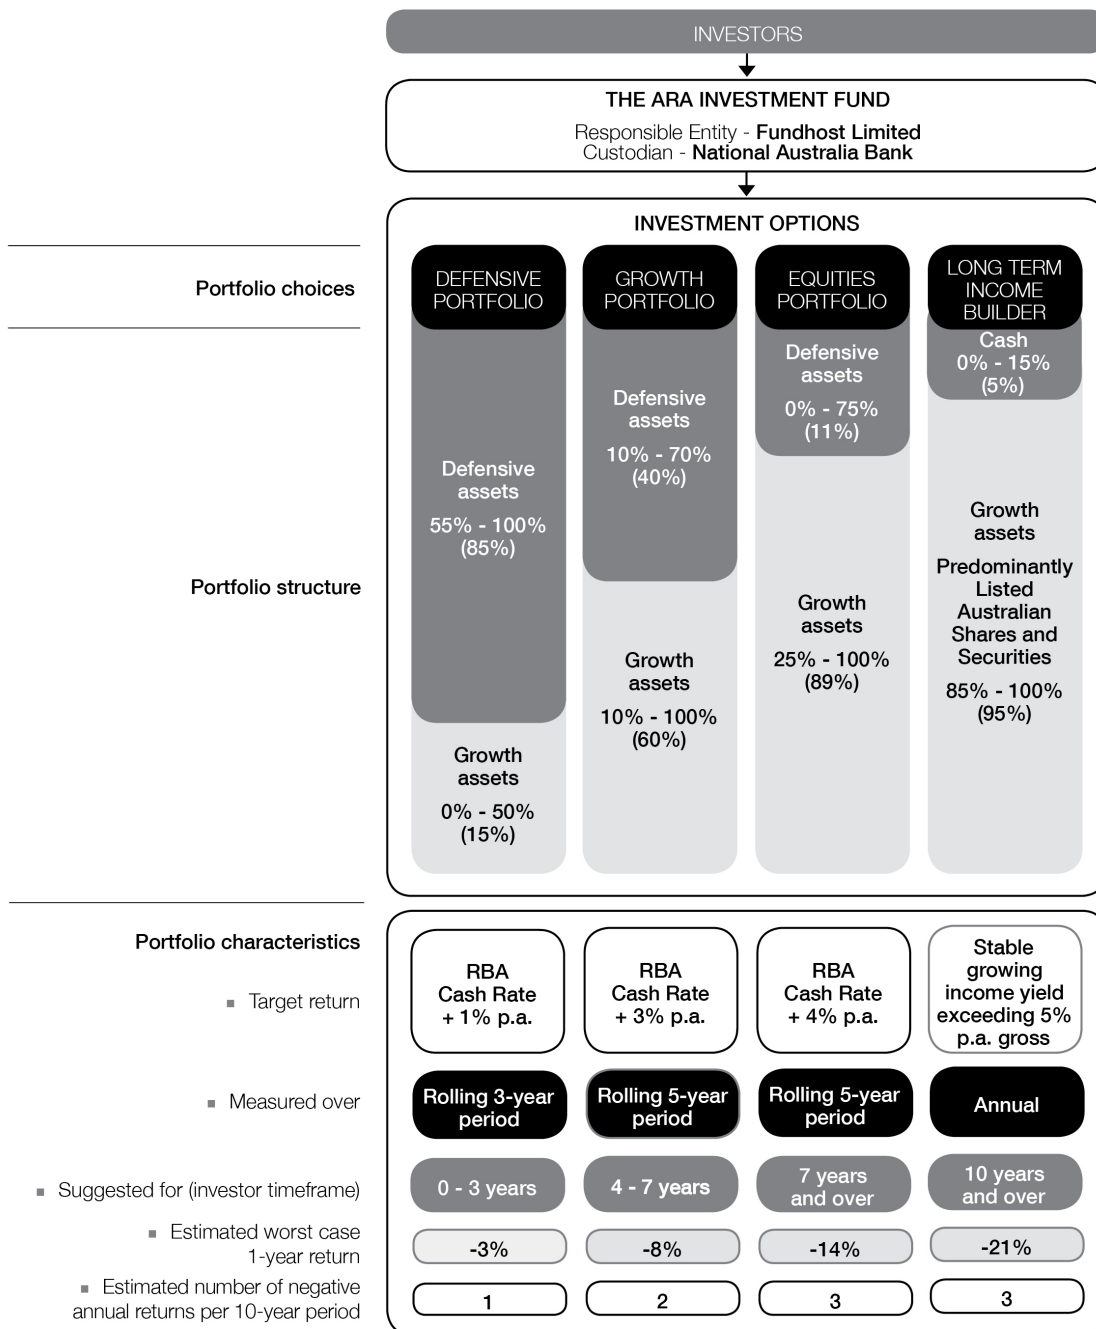 INVESTORS
THE ARA INVESTMENT FUND
Responsible Entity - Fundhost Limited
Custodian - National Australia Bank
INVESTMENT OPTIONS
Portfolio choices
DEFENSIVE
PORTFOLIO
GROWTH
PORTFOLIO
EQUITIES
PORTFOLIO
LONG TERM
INCOME
BUILDER
Portfolio structure
Defensive
assets
55% - 100%
(85%)
Growth
assets
0% - 50%
(15%)
Defensive
assets
10% - 70%
(40%)
Growth
assets
10% - 100%
(60%)
Defensive
assets
0% - 75%
(11%)
Growth
assets
25% - 100%
(89%)
Cash
0% - 15%
(5%)
Growth
assets
Predominantly
Listed
Australian
Shares and
Securities
85% - 100%
(95%)
Portfolio characteristics
▪ Target return
RBA
Cash Rate
+ 1% p.a.
RBA
Cash Rate
+ 3% p.a.
RBA
Cash Rate
+ 4% p.a.
Stable
growing
income yield
exceeding 5%
p.a. gross
▪ Measured over
Rolling 3-year
period
Rolling 5-year
period
Rolling 5-year
period
Annual
▪ Suggested for (investor timeframe)
0 - 3 years
4 - 7 years
7 years
and over
10 years
and over
▪ Estimated worst case
1-year return
-3%
-8%
-14%
-21%
▪ Estimated number of negative
annual returns per 10-year period
1
2
3
3